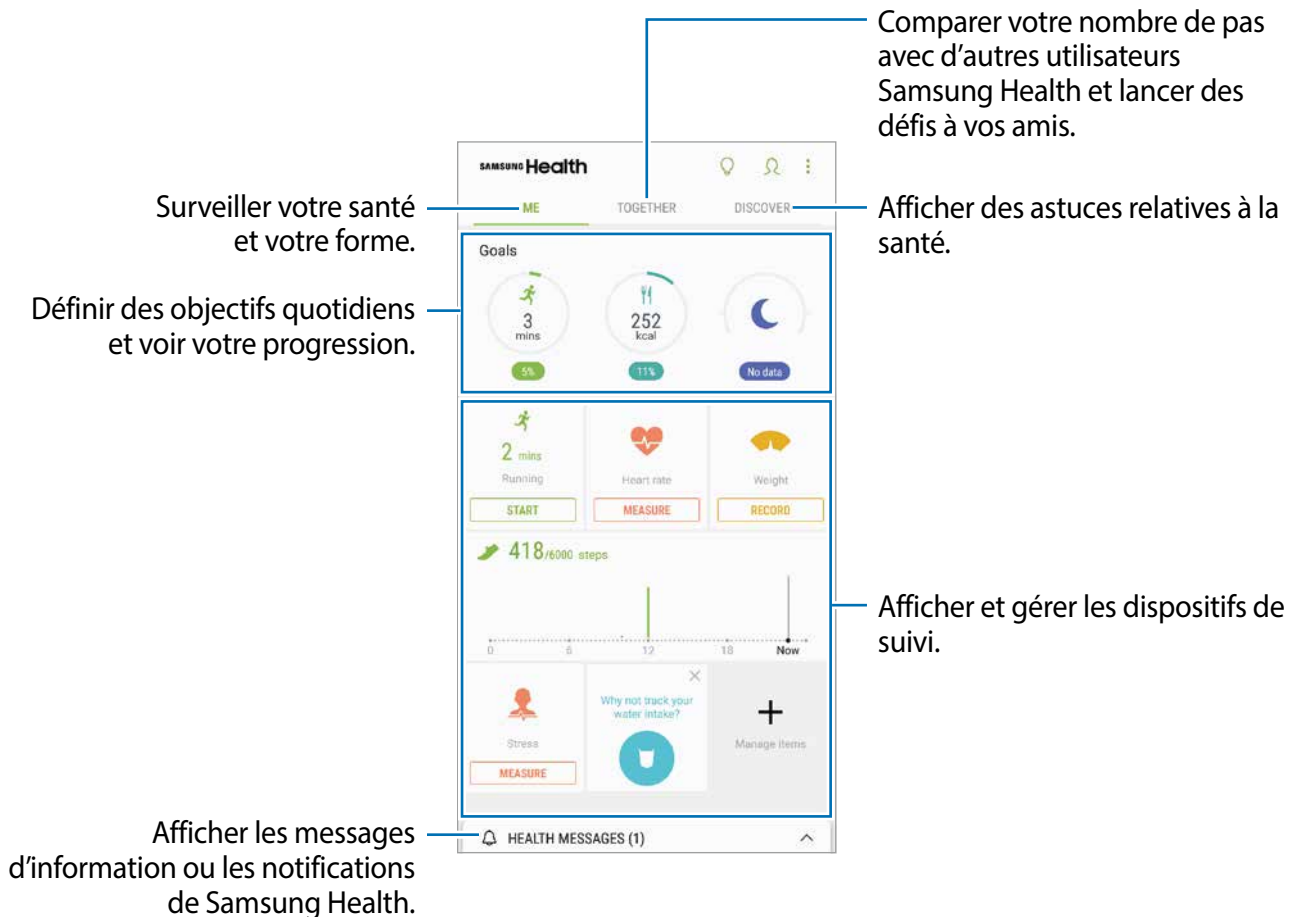 Comparer votre nombre de pas
avec d’autres utilisateurs
Samsung Health et lancer des
défis à vos amis.
SAMSUNG Health
Surveiller votre santé
et votre forme.
ME TOGETHER DISCOVER
Afficher des astuces relatives à la
santé.
Définir des objectifs quotidiens
et voir votre progression.
Goals
3 252
mins kcal
5% 11% No data
2 mins
Running Heart rate Weight
START MEASURE RECORD
418/6000 steps
0 6 12 18 Now
Afficher et gérer les dispositifs de
suivi.
Why not track your
water intake?
Stress Manage items
MEASURE
Afficher les messages
d’information ou les notifications
de Samsung Health.
HEALTH MESSAGES (1)